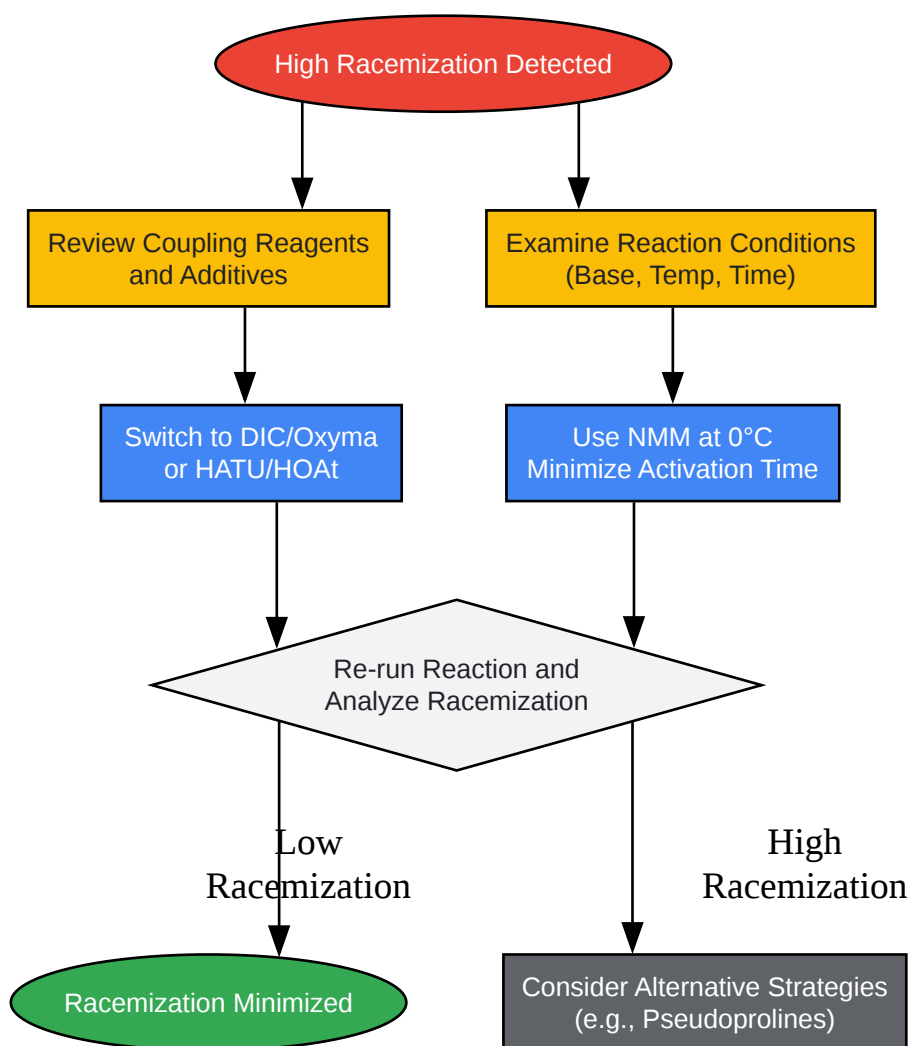 High Racemization Detected
Review Coupling Reagents
and Additives
Examine Reaction Conditions
(Base, Temp, Time)
Switch to DIC/Oxyma
or HATU/HOAt
Use NMM at 0°C
Minimize Activation Time
Re-run Reaction and
Analyze Racemization
Low
Racemization
High
Racemization
Racemization Minimized
Consider Alternative Strategies
(e.g., Pseudoprolines)